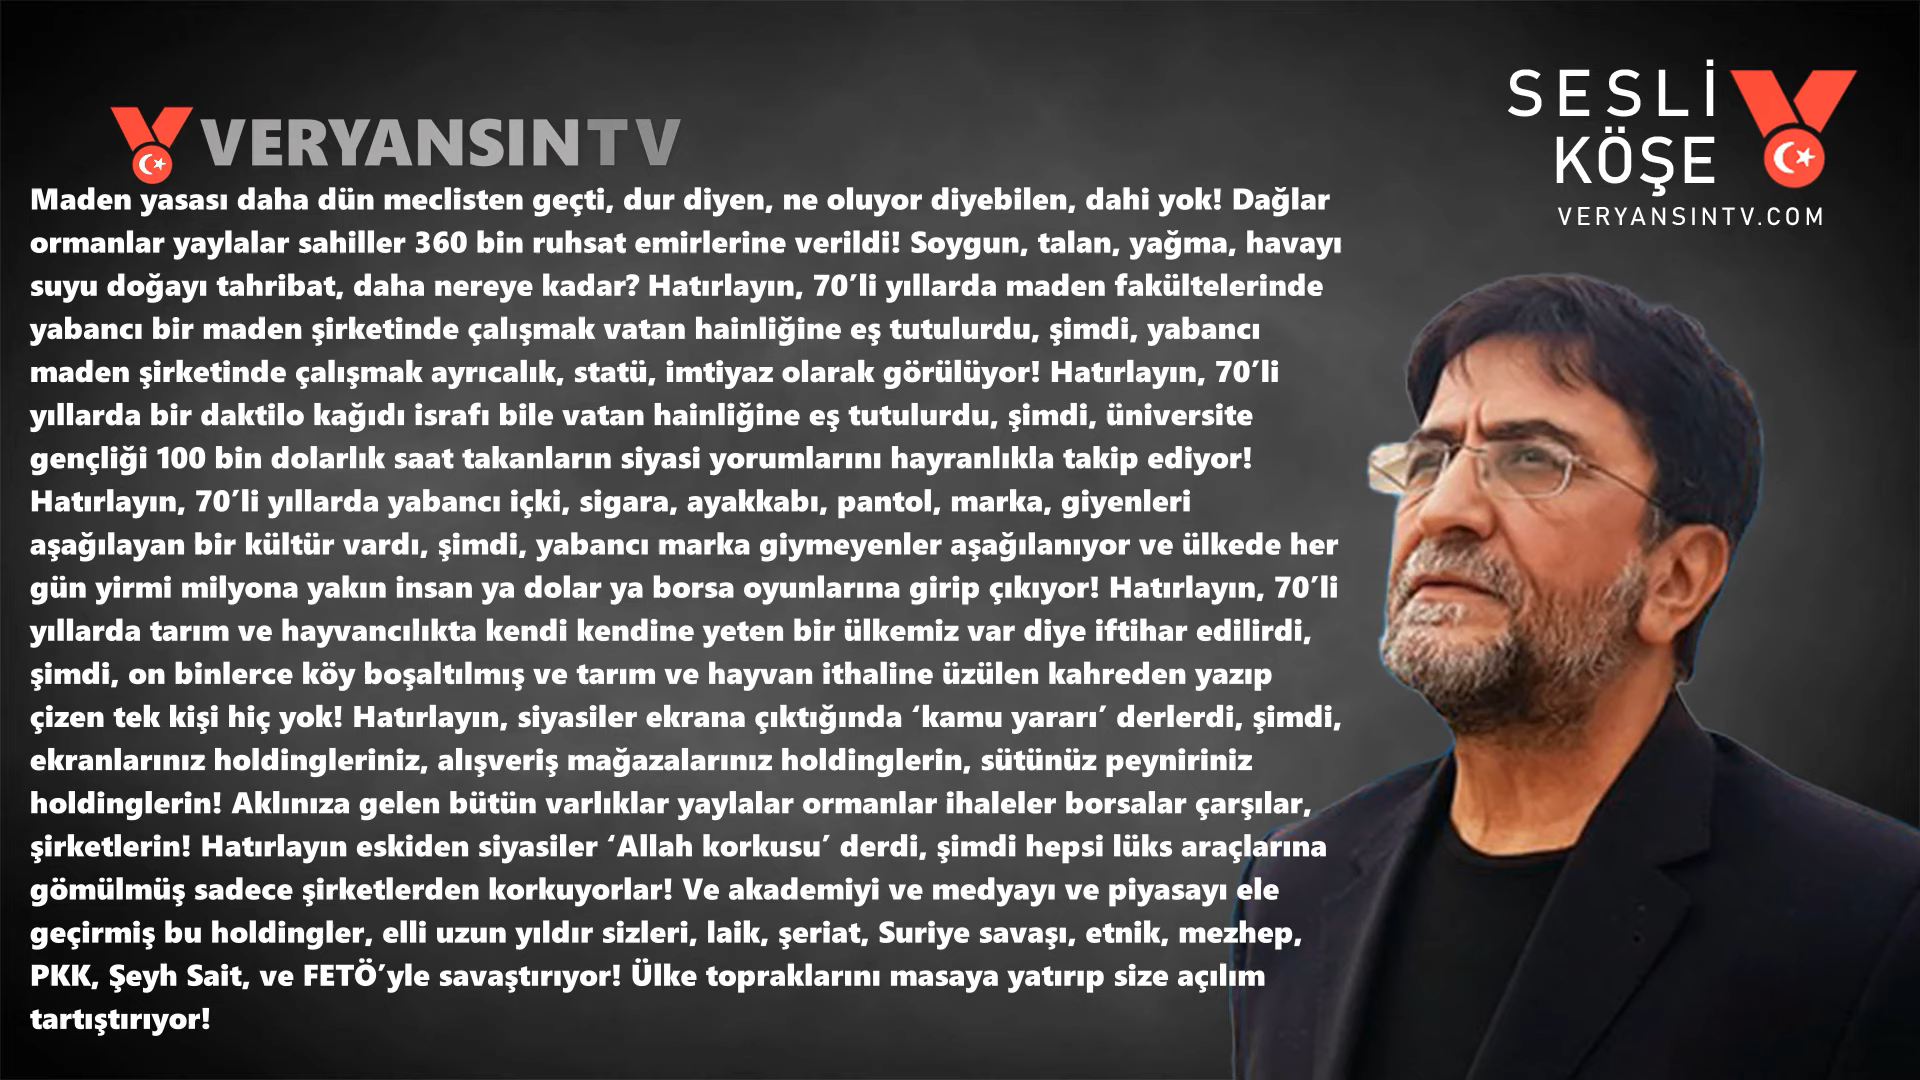 VERYANSINTV
SESLİ
KÖŞE
VERYANSINTV.COM
Maden yasası daha dün meclisten geçti, dur diyen, ne oluyor diyebilen, dahi yok! Dağlar
ormanlar yaylalar sahiller 360 bin ruhsat emirlerine verildi! Soygun, talan, yağma, havayı
suyu doğayı tahribat, daha nereye kadar? Hatırlayın, 70’li yıllarda maden fakültelerinde
yabancı bir maden şirketinde çalışmak vatan hainliğine eş tutulurdu, şimdi, yabancı
maden şirketinde çalışmak ayrıcalık, statü, imtiyaz olarak görülüyor! Hatırlayın, 70’li
yıllarda bir daktilo kağıdı israfı bile vatan hainliğine eş tutulurdu, şimdi, üniversite
gençliği 100 bin dolarlık saat takanların siyasi yorumlarını hayranlıkla takip ediyor!
Hatırlayın, 70’li yıllarda yabancı içki, sigara, ayakkabı, pantol, marka, giyenleri
aşağılayan bir kültür vardı, şimdi, yabancı marka giymeyenler aşağılanıyor ve ülkede her
gün yirmi milyona yakın insan ya dolar ya borsa oyunlarına girip çıkıyor! Hatırlayın, 70’li
yıllarda tarım ve hayvancılıkta kendi kendine yeten bir ülkemiz var diye iftihar edilirdi,
şimdi, on binlerce köy boşaltılmış ve tarım ve hayvan ithaline üzülen kahreden yazıp
çizen tek kişi hiç yok! Hatırlayın, siyasiler ekrana çıktığında ‘kamu yararı’ derlerdi, şimdi,
ekranlarınız holdingleriniz, alışveriş mağazalarınız holdinglerin, sütünüz peyniriniz
holdinglerin! Aklınıza gelen bütün varlıklar yaylalar ormanlar ihaleler borsalar çarşılar,
şirketlerin! Hatırlayın eskiden siyasiler ‘Allah korkusu’ derdi, şimdi hepsi lüks araçlarına
gömülmüş sadece şirketlerden korkuyorlar! Ve akademiyi ve medyayı ve piyasayı ele
geçirmiş bu holdingler, elli uzun yıldır sizleri, laik, şeriat, Suriye savaşı, etnik, mezhep,
PKK, Şeyh Sait, ve FETÖ’yle savaştırıyor! Ülke topraklarını masaya yatırıp size açılım
tartıştırıyor!